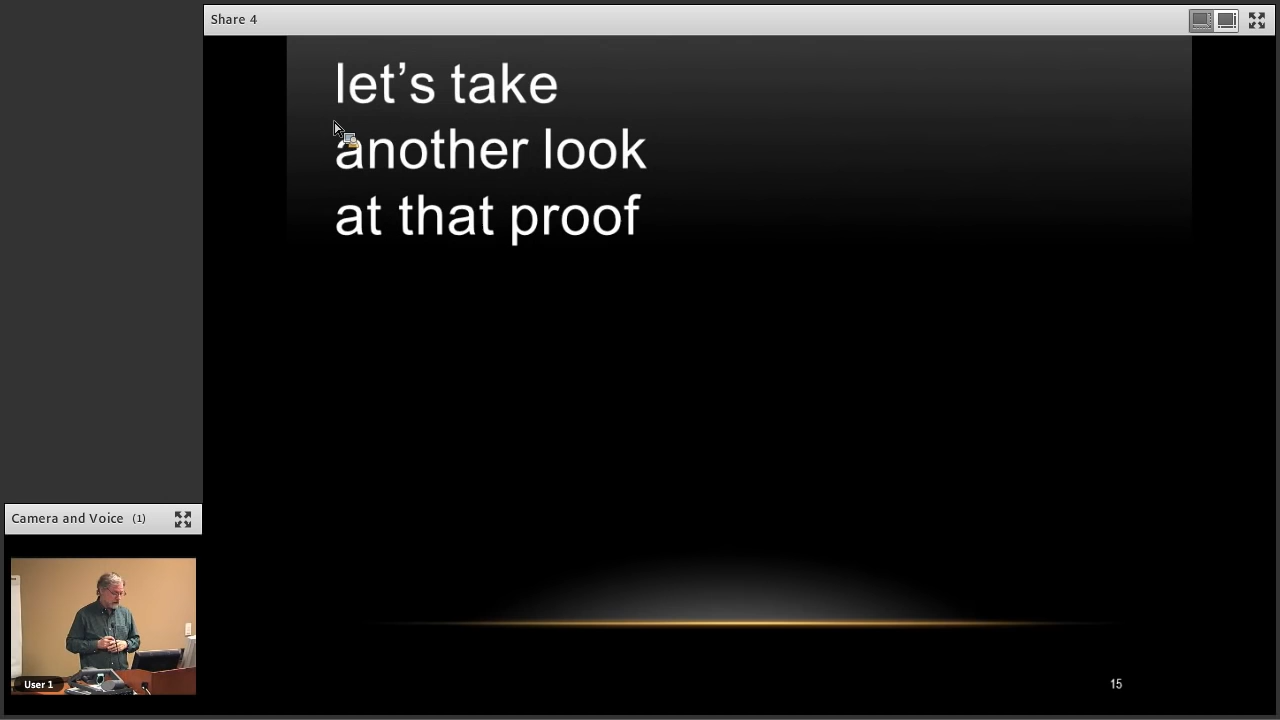 Share 4
let's take
another look
at that proof
Camera and Voice (1)
User 1
15